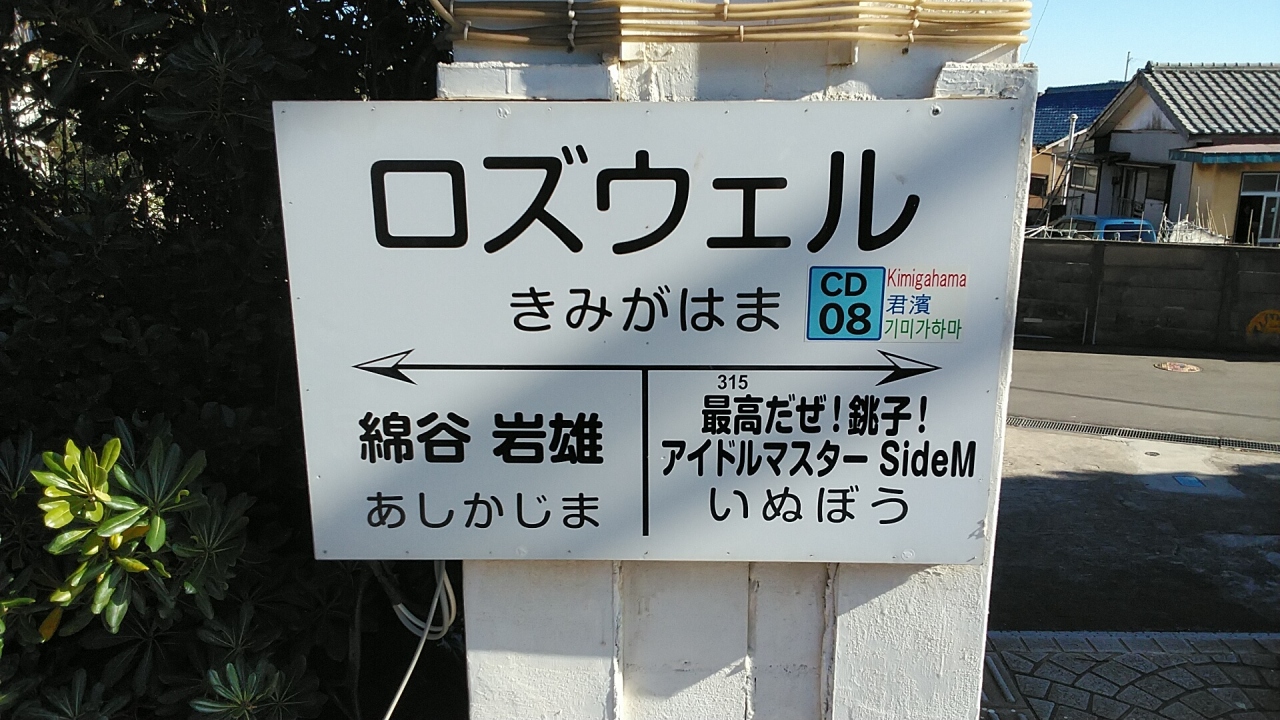 ロズウェル
きみがはま
CD
08
Kimigahama
君濱
기미가하마
綿谷 岩雄
あしかじま
315
最高だぜ!銚子!
アイドルマスター SideM
いぬぼう